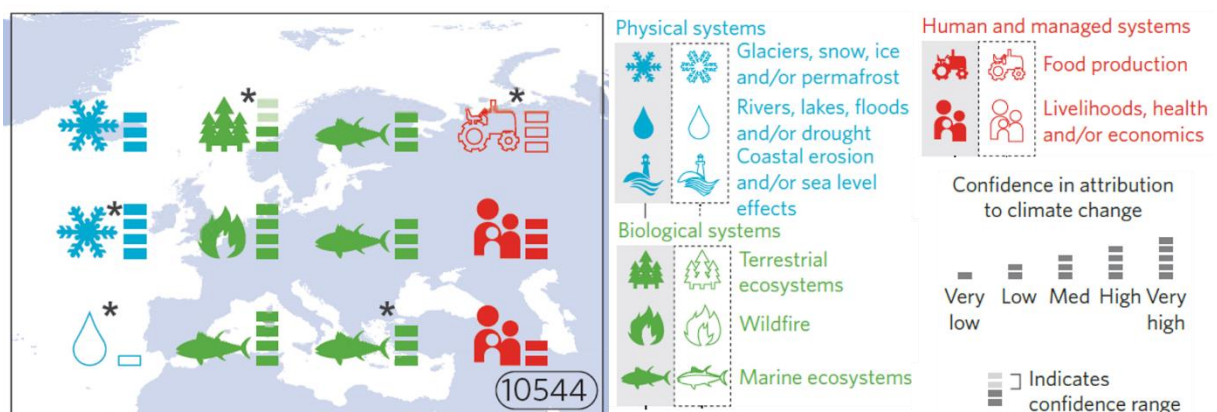 *
*
*
*
*
10544
Physical systems
Glaciers, snow, ice
and/or permafrost
Rivers, lakes, floods
and/or drought
Coastal erosion
and/or sea level
effects
Biological systems
Terrestrial
ecosystems
Wildfire
Marine ecosystems
Human and managed systems
Food production
Livelihoods, health
and/or economics
Confidence in attribution
to climate change
Very low
Low
Med
High
Very high
Indicates
confidence range